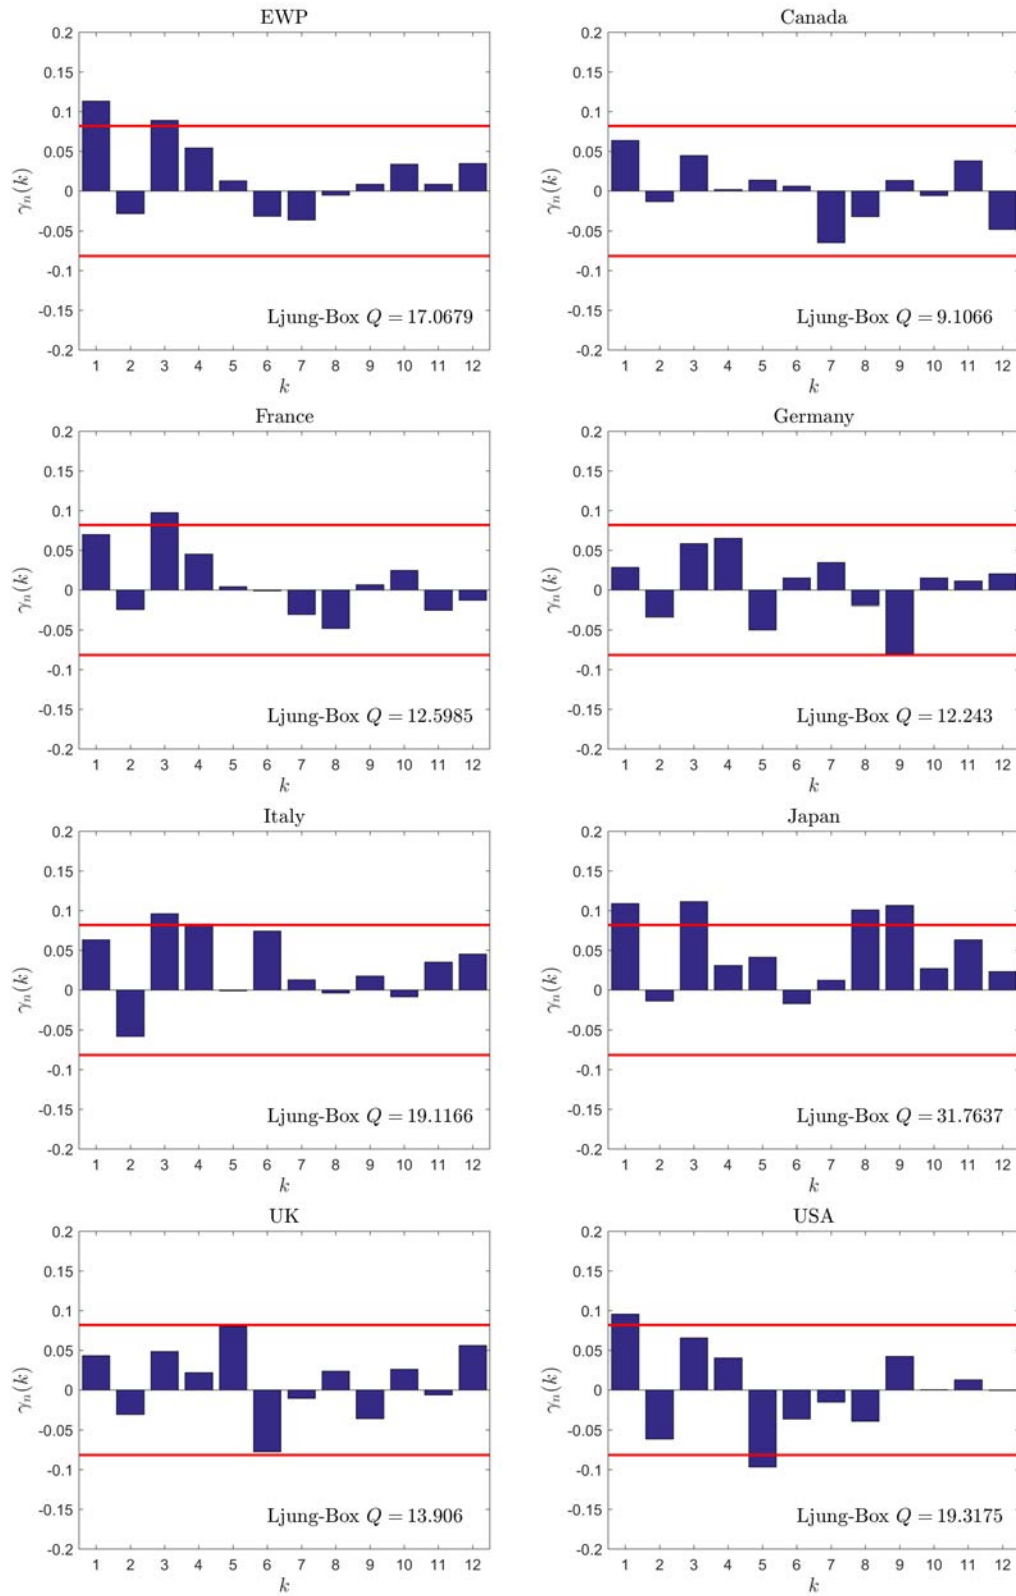 EWP
0.2
0.15
0.1
0.05
0
-0.05
-0.1
-0.15
-0.2
γₙ(k)
Ljung-Box Q = 17.0679
1 2 3 4 5 6 7 8 9 10 11 12
k
Canada
0.2
0.15
0.1
0.05
0
-0.05
-0.1
-0.15
-0.2
γₙ(k)
Ljung-Box Q = 9.1066
1 2 3 4 5 6 7 8 9 10 11 12
k
France
0.2
0.15
0.1
0.05
0
-0.05
-0.1
-0.15
-0.2
γₙ(k)
Ljung-Box Q = 12.5985
1 2 3 4 5 6 7 8 9 10 11 12
k
Germany
0.2
0.15
0.1
0.05
0
-0.05
-0.1
-0.15
-0.2
γₙ(k)
Ljung-Box Q = 12.243
1 2 3 4 5 6 7 8 9 10 11 12
k
Italy
0.2
0.15
0.1
0.05
0
-0.05
-0.1
-0.15
-0.2
γₙ(k)
Ljung-Box Q = 19.1166
1 2 3 4 5 6 7 8 9 10 11 12
k
Japan
0.2
0.15
0.1
0.05
0
-0.05
-0.1
-0.15
-0.2
γₙ(k)
Ljung-Box Q = 31.7637
1 2 3 4 5 6 7 8 9 10 11 12
k
UK
0.2
0.15
0.1
0.05
0
-0.05
-0.1
-0.15
-0.2
γₙ(k)
Ljung-Box Q = 13.906
1 2 3 4 5 6 7 8 9 10 11 12
k
USA
0.2
0.15
0.1
0.05
0
-0.05
-0.1
-0.15
-0.2
γₙ(k)
Ljung-Box Q = 19.3175
1 2 3 4 5 6 7 8 9 10 11 12
k